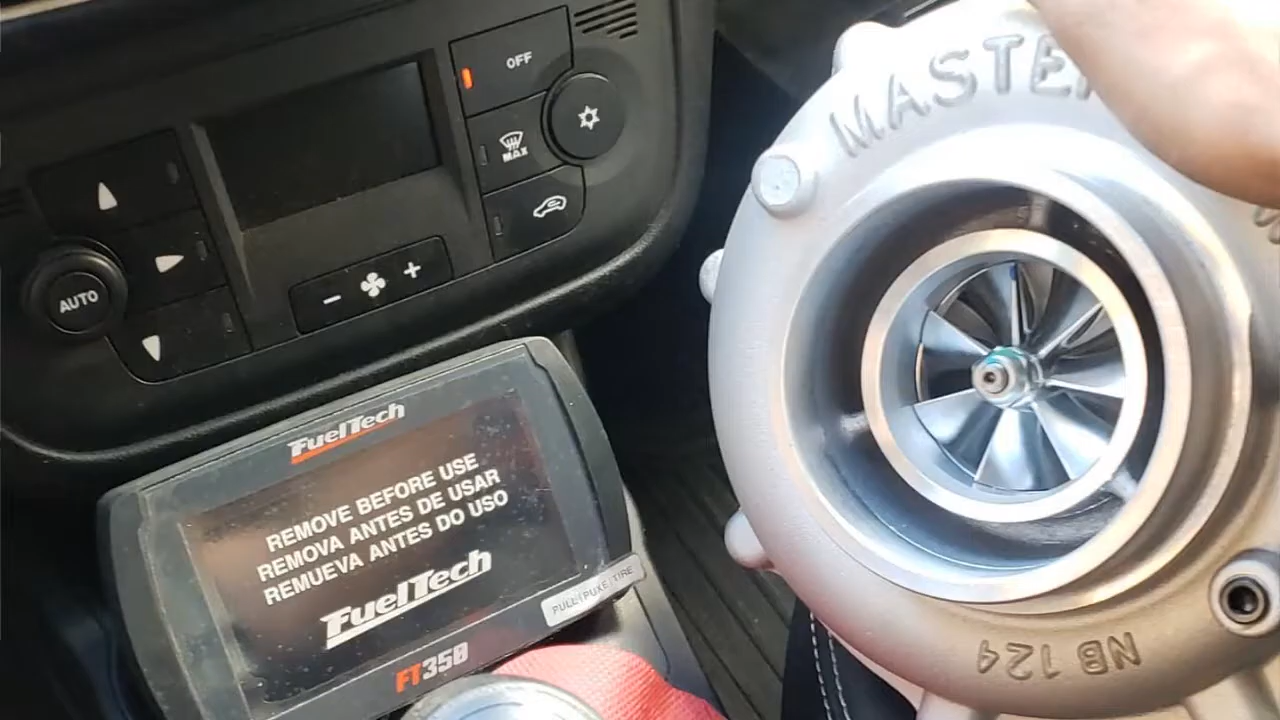 OFF
MAX
AUTO
- +
FuelTech
REMOVE BEFORE USE
REMOVA ANTES DE USAR
REMUEVA ANTES DO USO
FuelTech
PULL|PUXE|TIRE
FT350
MASTE
NB 124